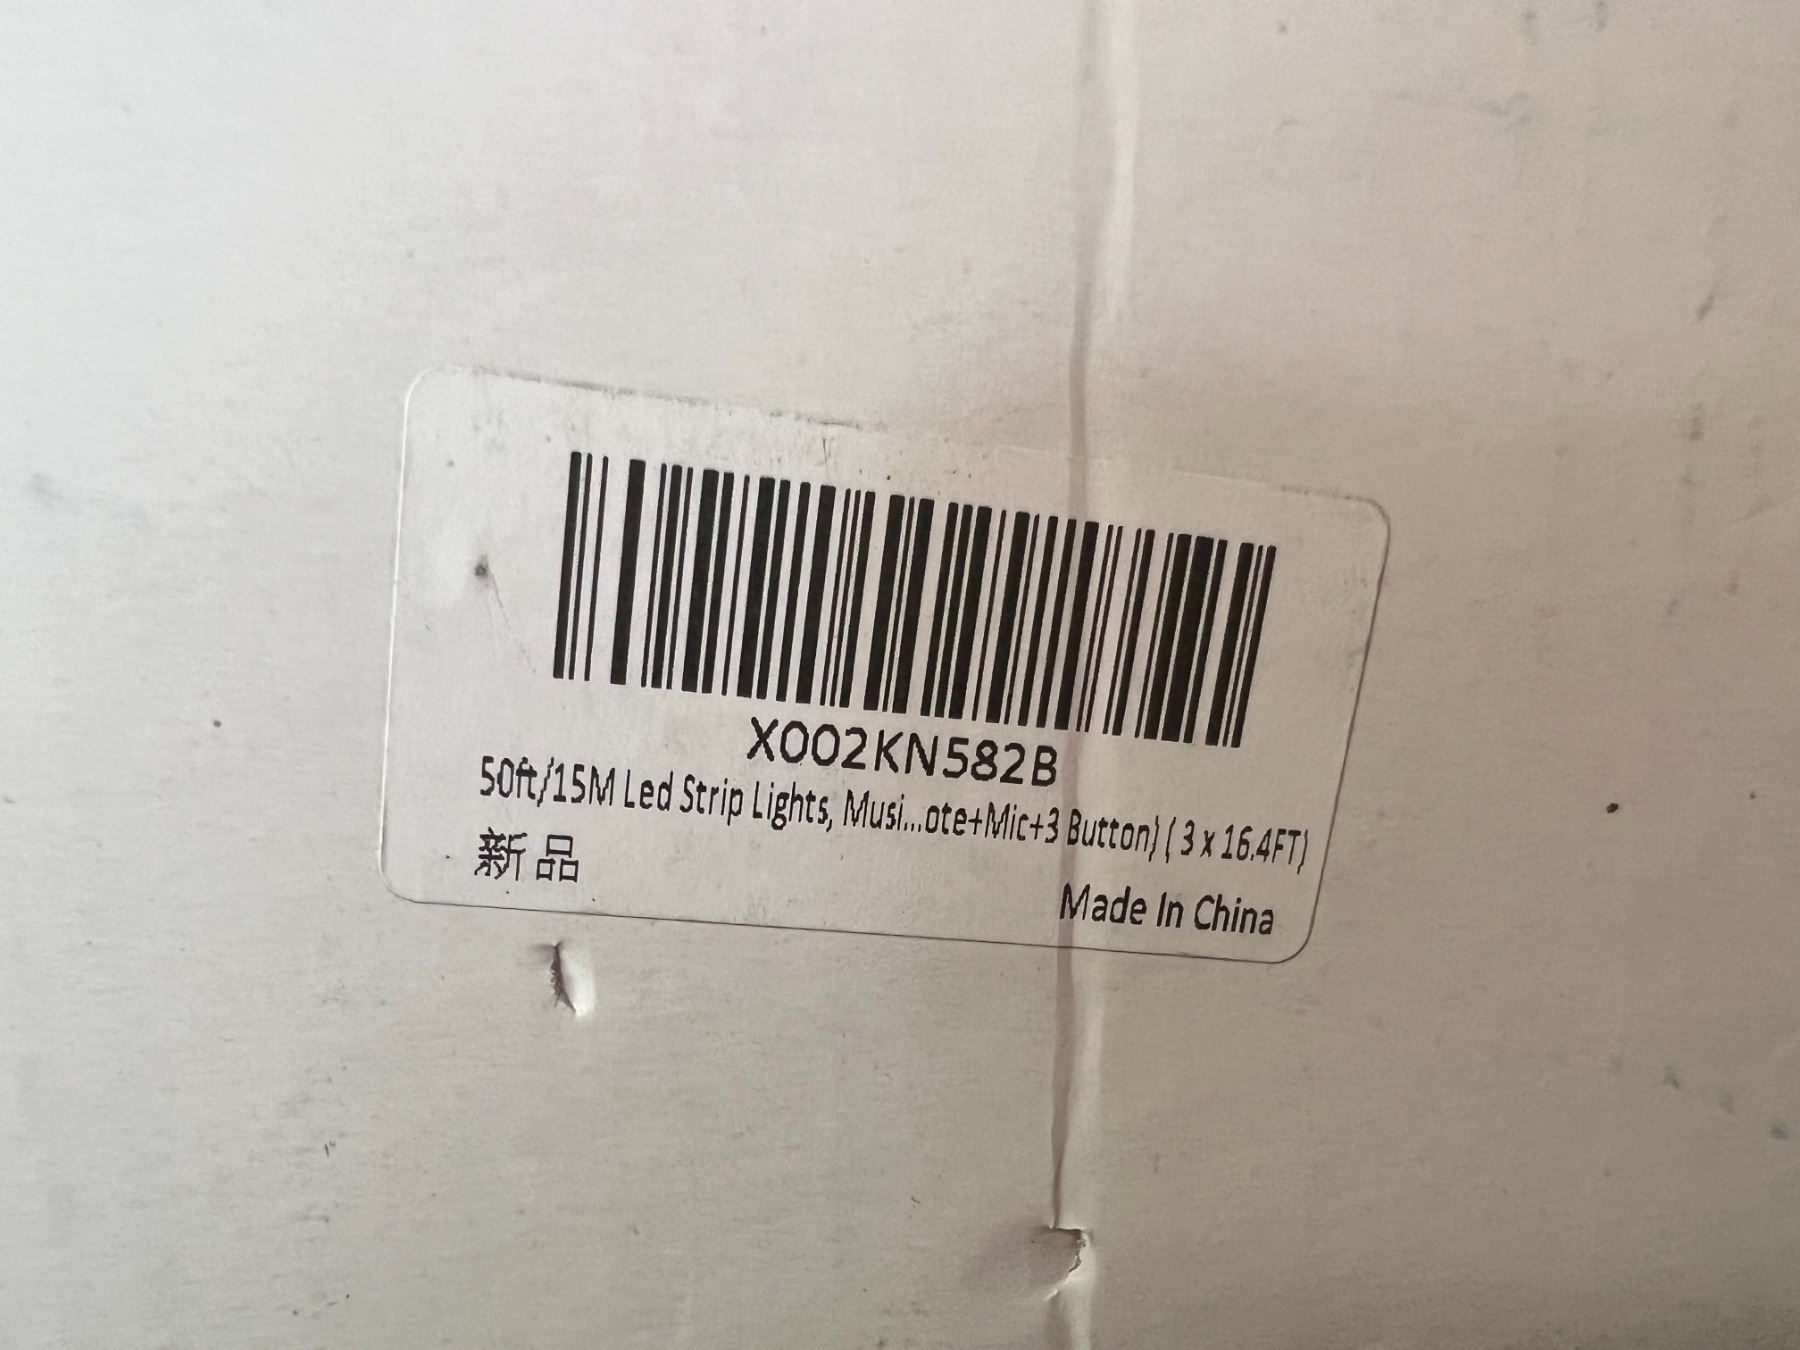 X002KN582B
50ft/15M Led Strip Lights, Musi...ote+Mic+3 Button) ( 3 x 16.4FT)
新品
Made In China